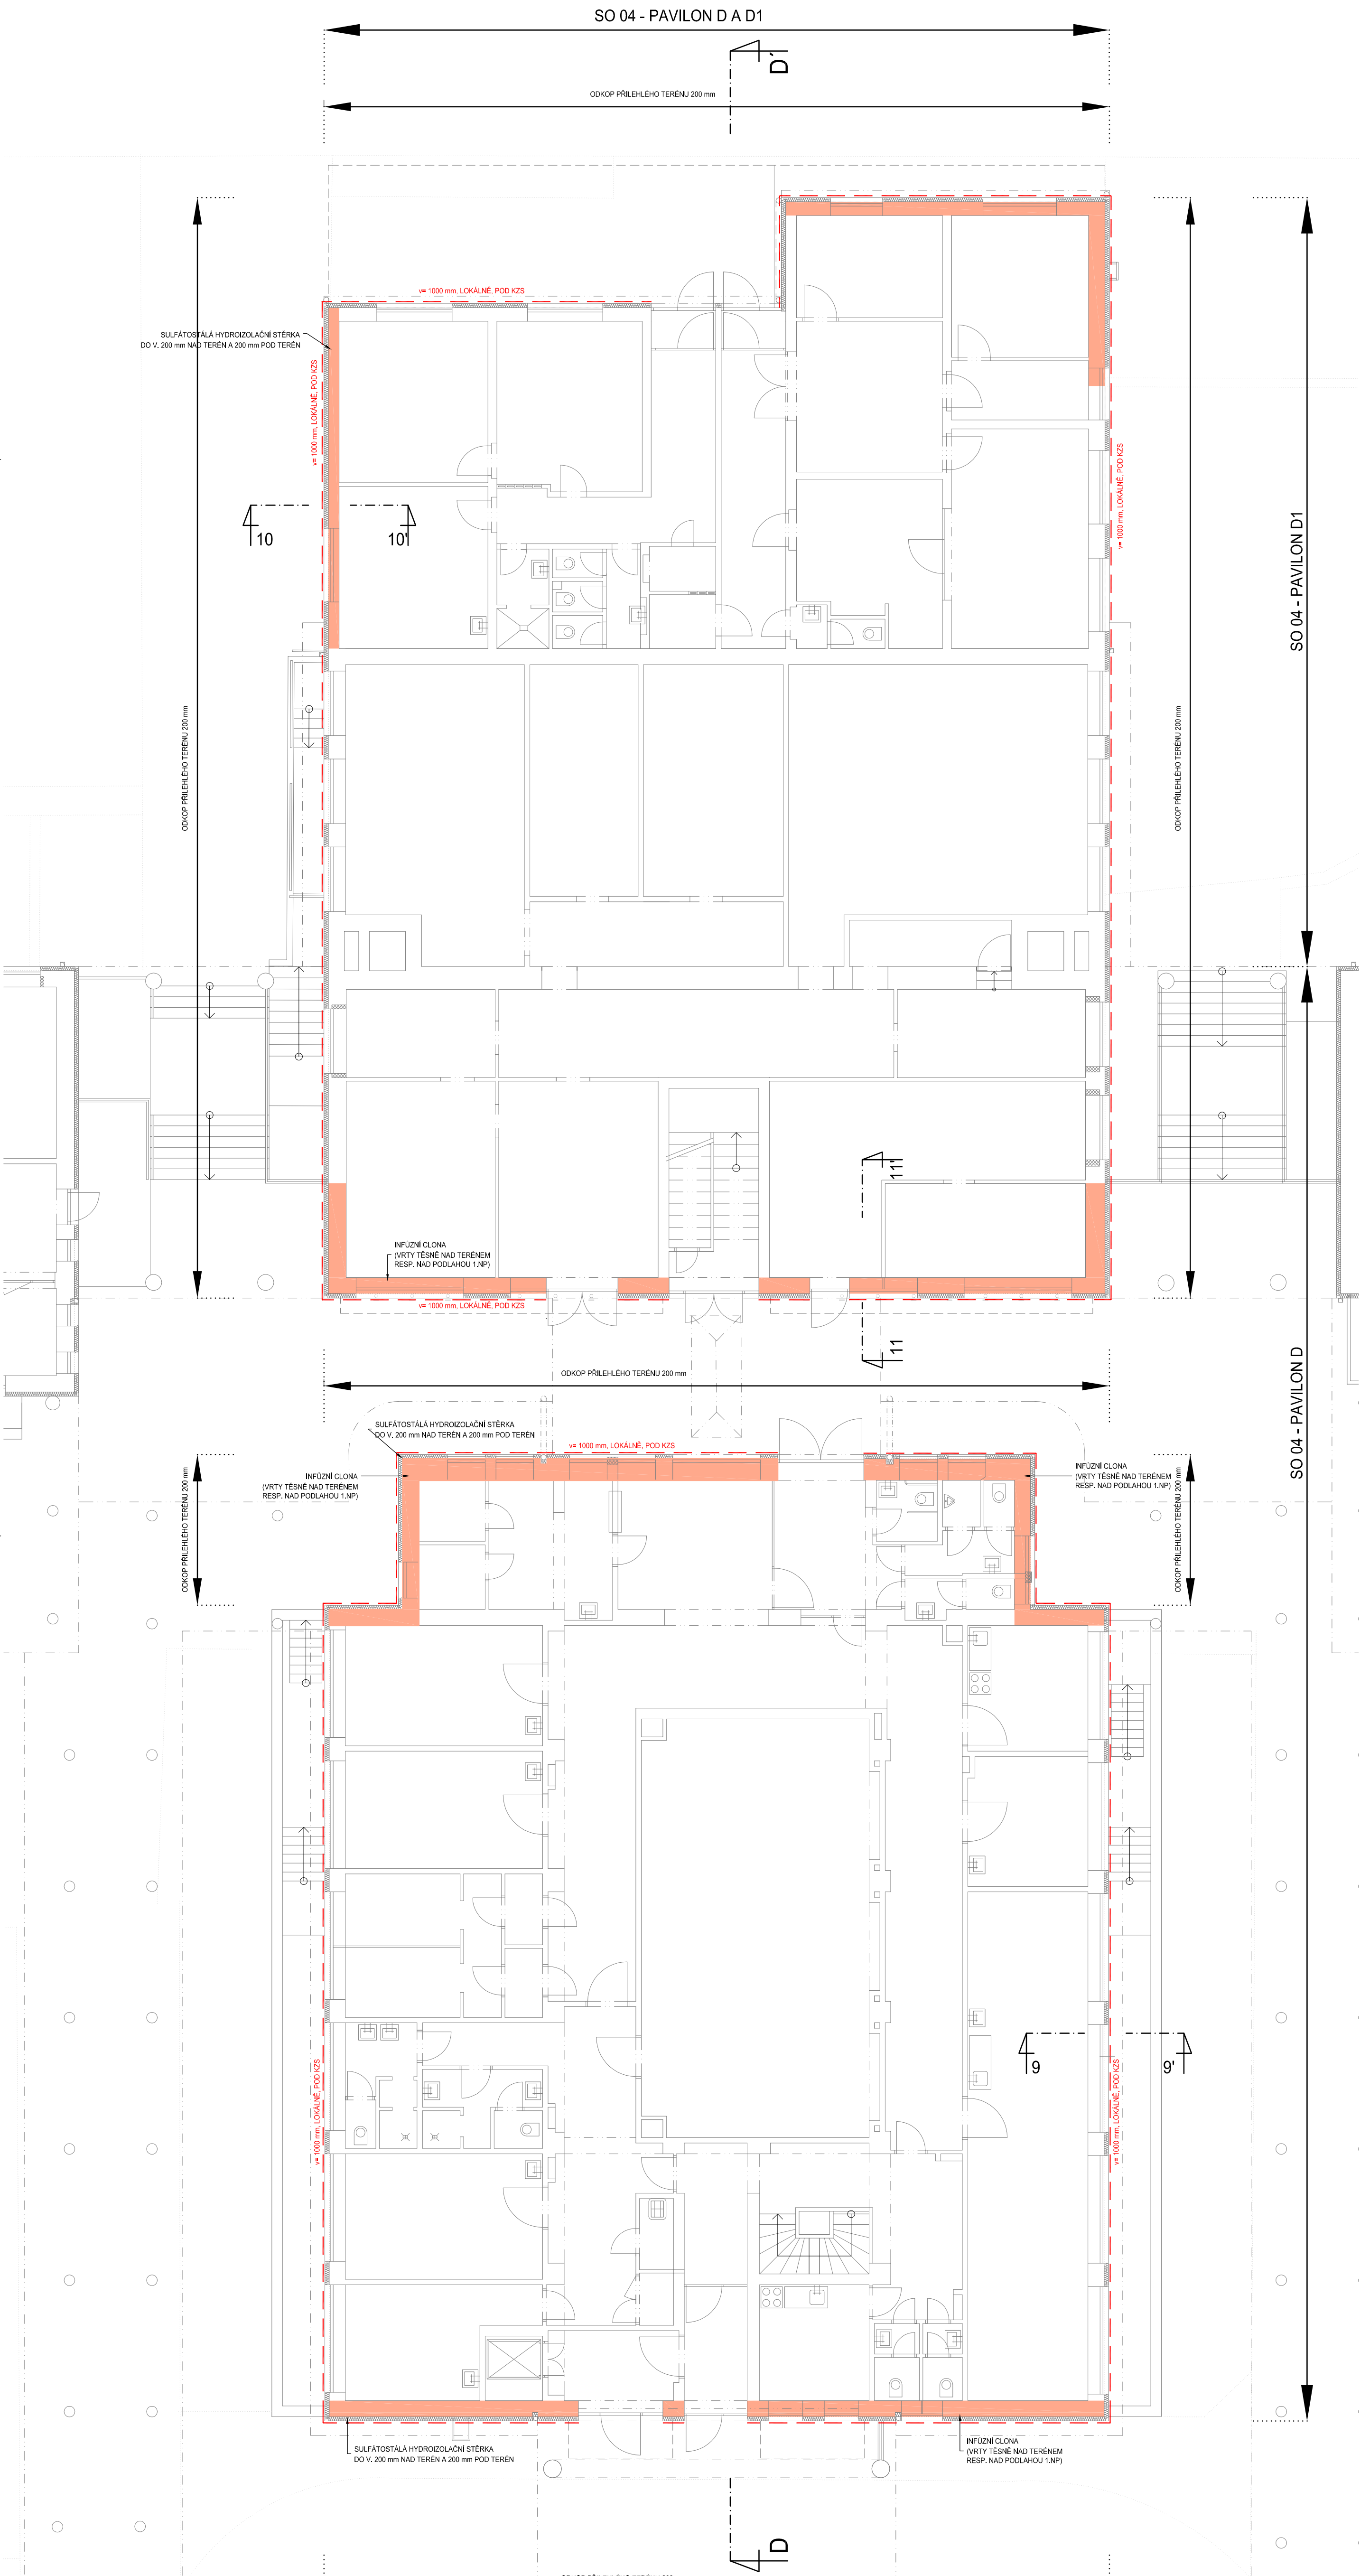 SO 04 - PAVILON D A D1
D'
ODKOP PŘILEHLÉHO TERÉNU 200 mm
v= 1000 mm, LOKÁLNĚ, POD KZS
SULFÁTOSTÁLÁ HYDROIZOLAČNÍ STĚRKA
DO V. 200 mm NAD TERÉN A 200 mm POD TERÉN
v= 1000 mm, LOKÁLNĚ, POD KZS
v= 1000 mm, LOKÁLNĚ, POD KZS
10
10'
SO 04 - PAVILON D1
ODKOP PŘILEHLÉHO TERÉNU 200 mm
ODKOP PŘILEHLÉHO TERÉNU 200 mm
11'
INFÚZNÍ CLONA
(VRTY TĚSNĚ NAD TERÉNEM
RESP. NAD PODLAHOU 1.NP)
v= 1000 mm, LOKÁLNĚ, POD KZS
11
ODKOP PŘILEHLÉHO TERÉNU 200 mm
SO 04 - PAVILON D
SULFÁTOSTÁLÁ HYDROIZOLAČNÍ STĚRKA
DO V. 200 mm NAD TERÉN A 200 mm POD TERÉN
v= 1000 mm, LOKÁLNĚ, POD KZS
INFÚZNÍ CLONA
(VRTY TĚSNĚ NAD TERÉNEM
RESP. NAD PODLAHOU 1.NP)
INFÚZNÍ CLONA
(VRTY TĚSNĚ NAD TERÉNEM
RESP. NAD PODLAHOU 1.NP)
ODKOP PŘILEHLÉHO TERÉNU 200 mm
ODKOP PŘILEHLÉHO TERÉNU 200 mm
9
9'
v= 1000 mm, LOKÁLNĚ, POD KZS
v= 1000 mm, LOKÁLNĚ, POD KZS
SULFÁTOSTÁLÁ HYDROIZOLAČNÍ STĚRKA
DO V. 200 mm NAD TERÉN A 200 mm POD TERÉN
INFÚZNÍ CLONA
(VRTY TĚSNĚ NAD TERÉNEM
RESP. NAD PODLAHOU 1.NP)
D